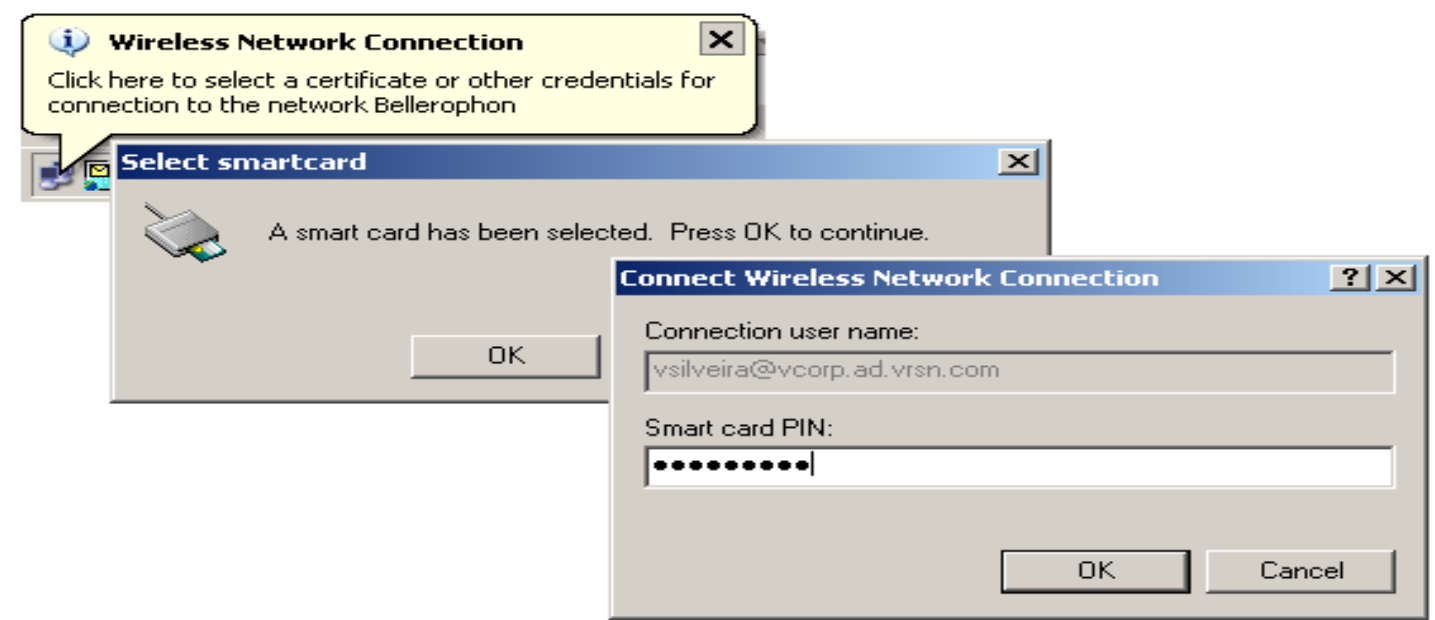 Wireless Network Connection
Click here to select a certificate or other credentials for
connection to the network Bellerophon
Select smartcard
A smart card has been selected.  Press OK to continue.
OK
Connect Wireless Network Connection
Connection user name:
vsilveira@vcorp.ad.vrsn.com
Smart card PIN:
●●●●●●●●●
OK Cancel